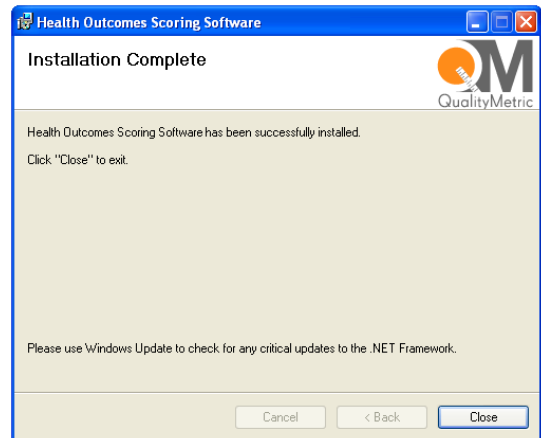 Health Outcomes Scoring Software
Installation Complete
QM
QualityMetric
Health Outcomes Scoring Software has been successfully installed.
Click "Close" to exit.
Please use Windows Update to check for any critical updates to the .NET Framework.
Cancel
< Back
Close